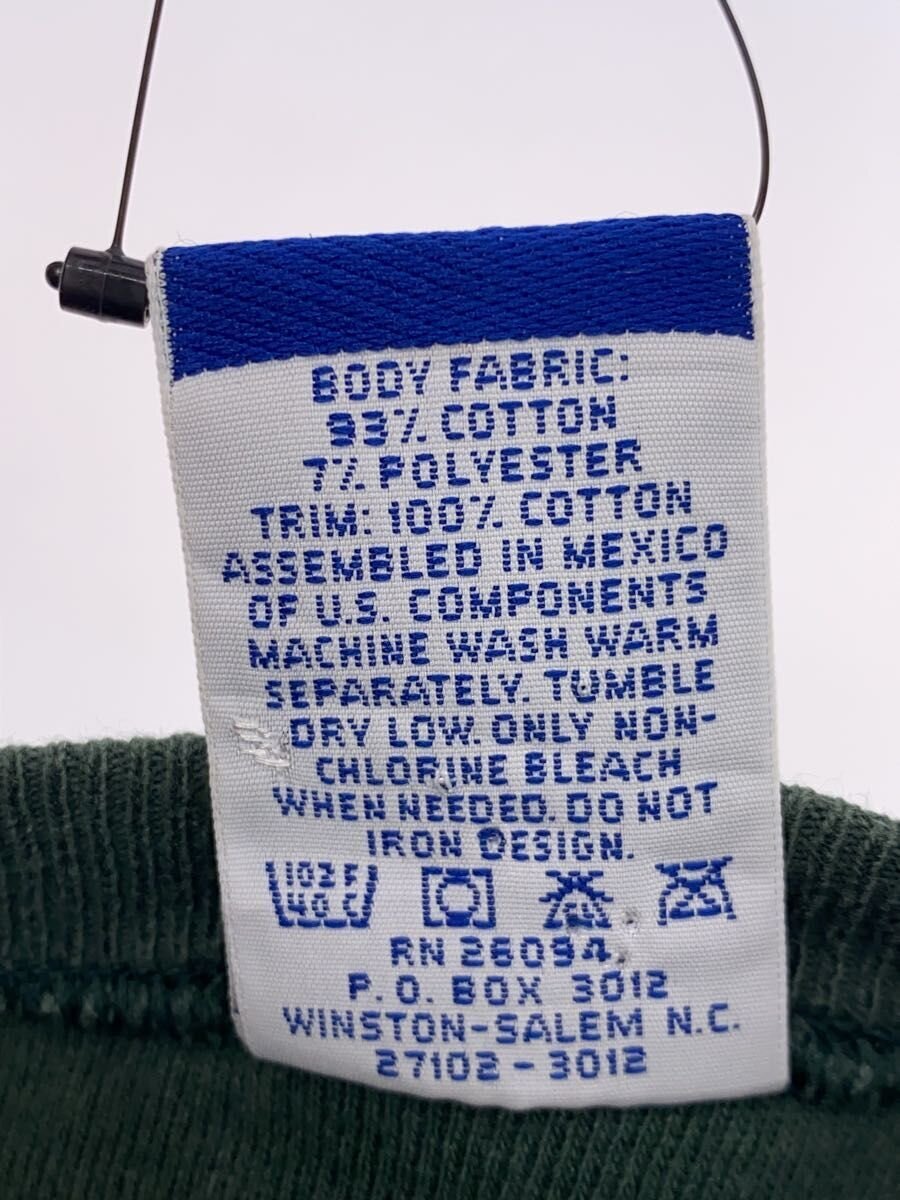 BODY FABRIC:
93% COTTON
7% POLYESTER
TRIM: 100% COTTON
ASSEMBLED IN MEXICO
OF U.S. COMPONENTS
MACHINE WASH WARM
SEPARATELY. TUMBLE
DRY LOW. ONLY NON-
CHLORINE BLEACH
WHEN NEEDED. DO NOT
IRON DESIGN.
103 F
40 C
RN 26094
P.O. BOX 3012
WINSTON-SALEM N.C.
27102-3012